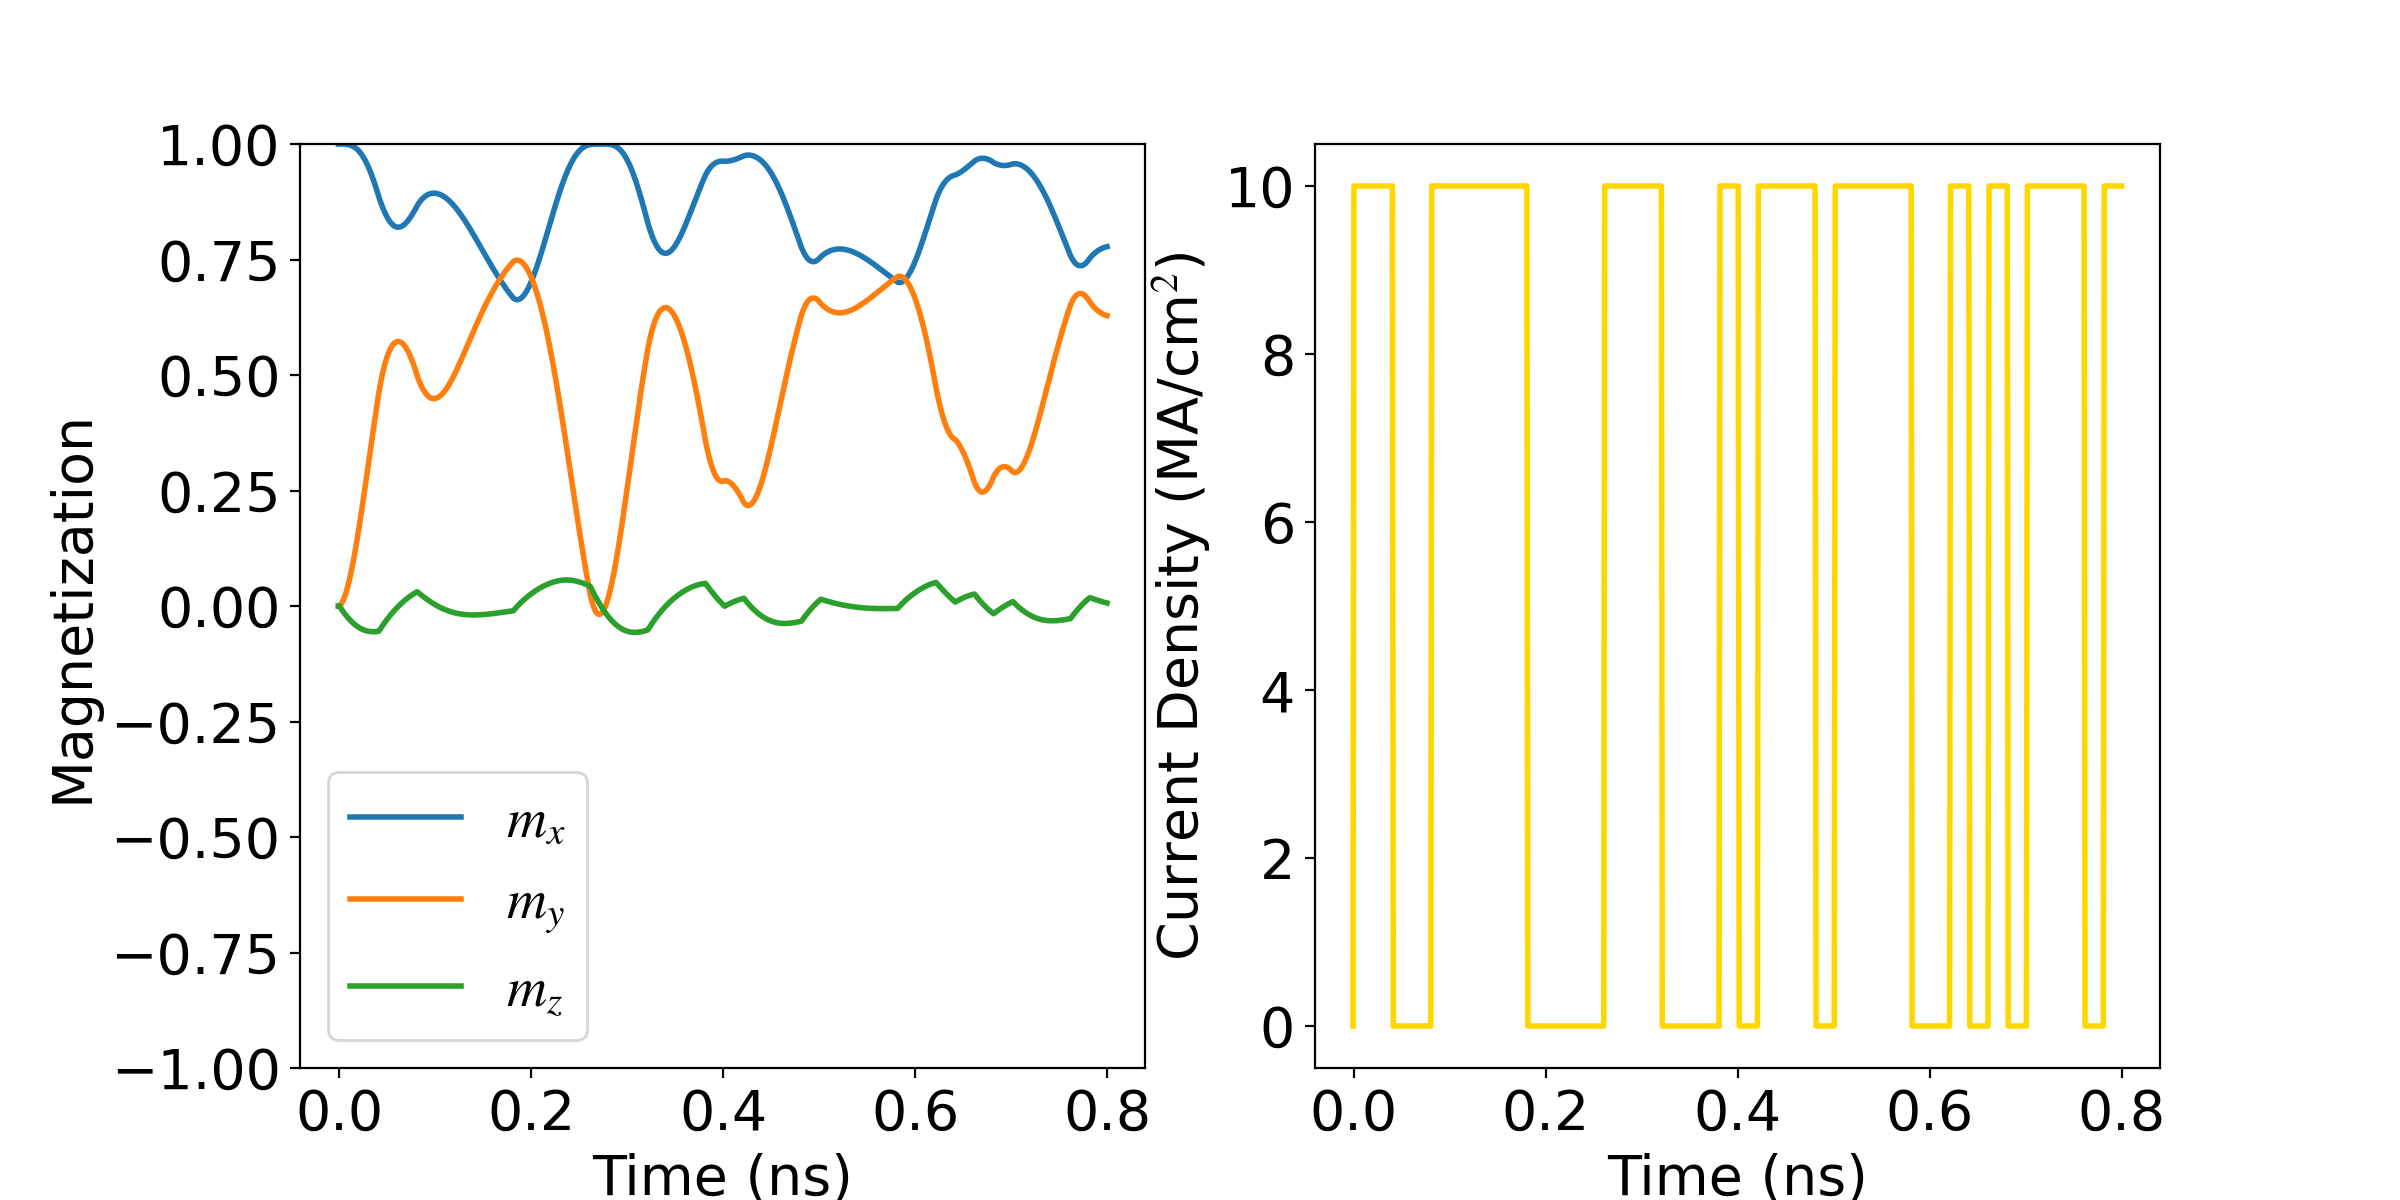 Magnetization
1.00
0.75
0.50
0.25
0.00
−0.25
−0.50
−0.75
−1.00
m_x
m_y
m_z
0.0 0.2 0.4 0.6 0.8
Time (ns)
Current Density (MA/cm²)
10
8
6
4
2
0
0.0 0.2 0.4 0.6 0.8
Time (ns)